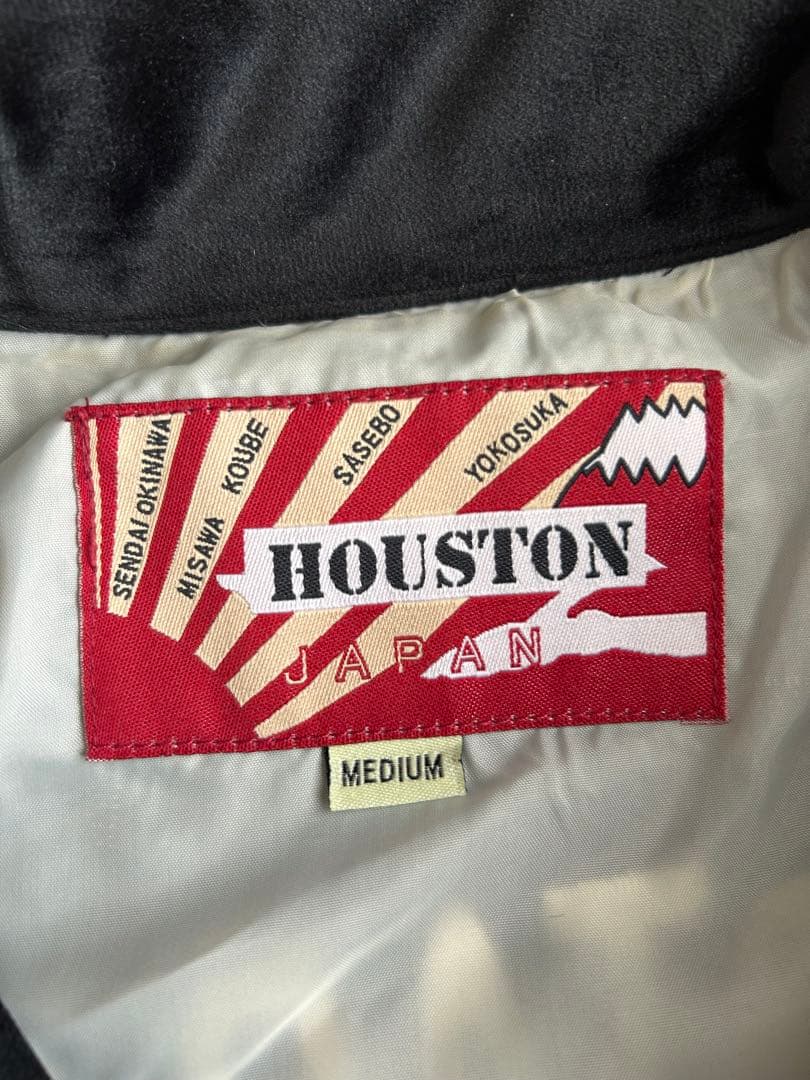 SENDAI OKINAWA
MISAWA KOUBE
SASEBO
YOKOSUKA
HOUSTON
JAPAN
MEDIUM